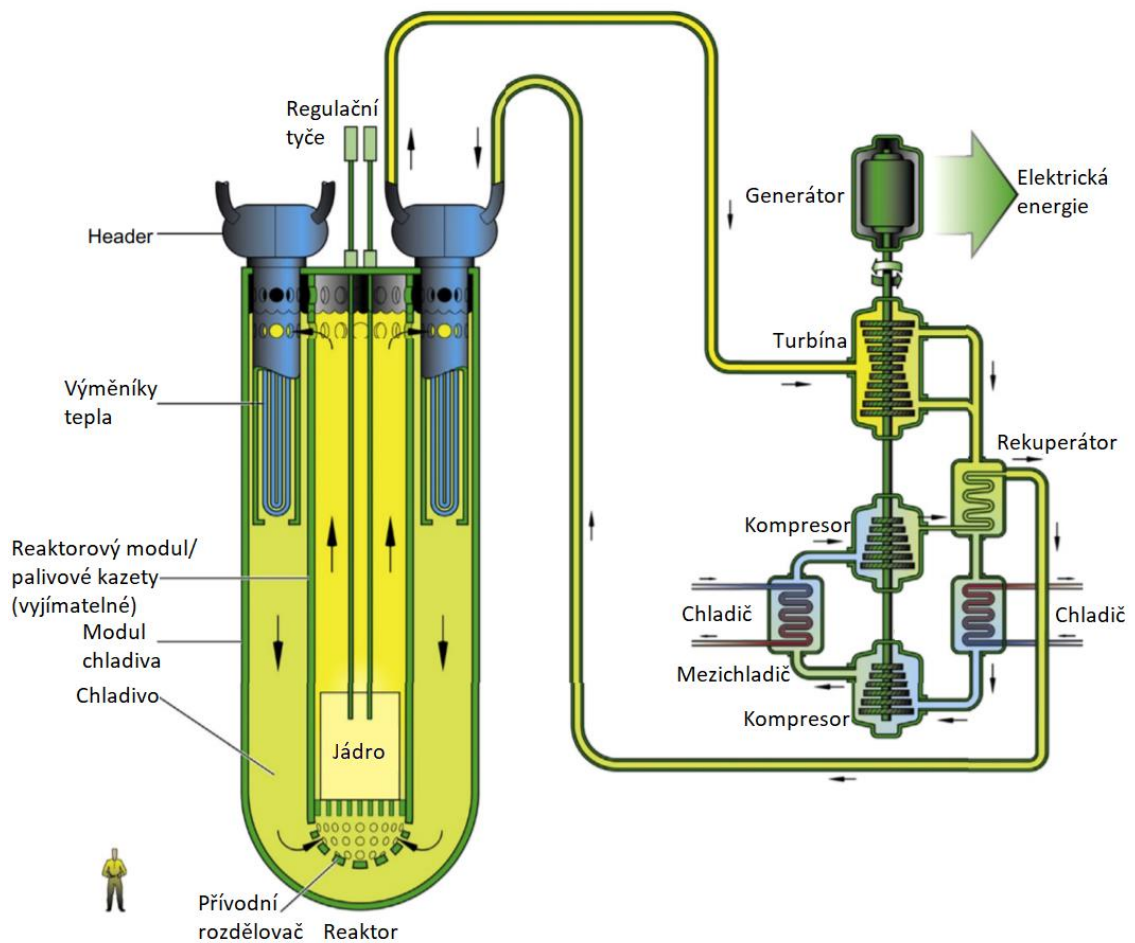 Regulační
tyče
Header
Výměníky
tepla
Reaktorový modul/
palivové kazety
(vyjímatelné)
Modul
chladiva
Chladivo
Jádro
Přívodní
rozdělovač
Reaktor
Generátor
Elektrická
energie
Turbína
Rekuperátor
Kompresor
Chladič
Chladič
Mezichladič
Kompresor